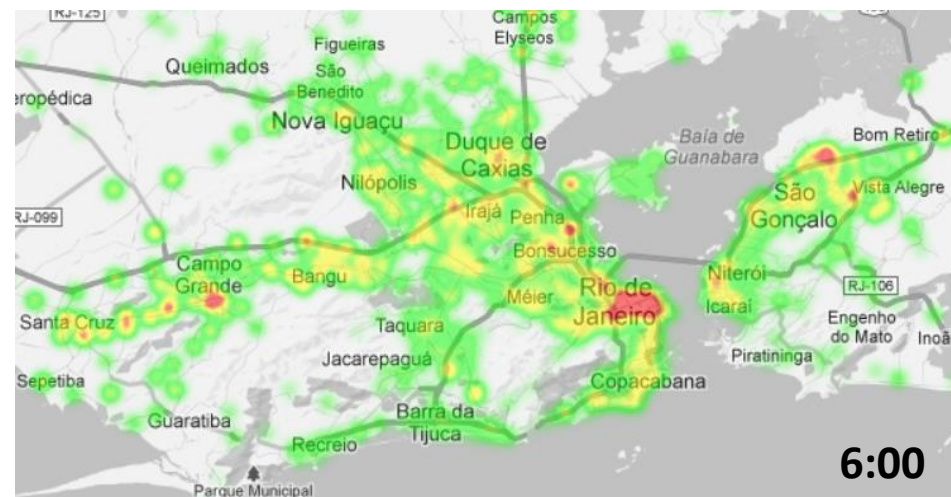 RJ-125
Campos
Elyseos
Figueiras
Queimados
São
Benedito
eropédica
Nova Iguaçu
Duque de
Caxias
Baía de
Guanabara
Bom Retiro
Nilópolis
São
Gonçalo
Vista Alegre
RJ-099
Irajá
Penha
Bonsucesso
Campo
Grande
Bangu
Niterói
Rio de
Janeiro
Méier
Icaraí
RJ-106
Santa Cruz
Taquara
Engenho
do Mato
Inoã
Jacarepaguá
Piratininga
Sepetiba
Copacabana
Guaratiba
Barra da
Tijuca
Recreio
6:00
Parque Municipal